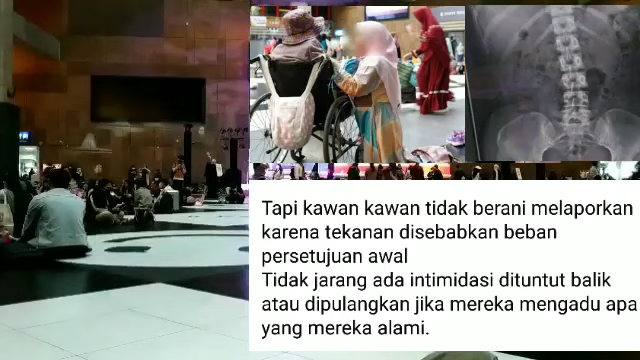 Tapi kawan kawan tidak berani melaporkan
karena tekanan disebabkan beban
persetujuan awal
Tidak jarang ada intimidasi dituntut balik
atau dipulangkan jika mereka mengadu apa
yang mereka alami.